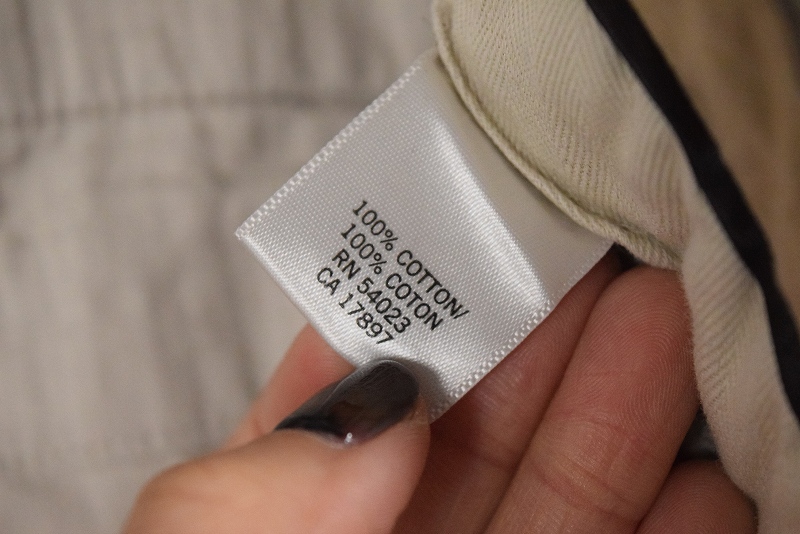 100% COTTON/
100% COTON
RN 54023
CA 17897